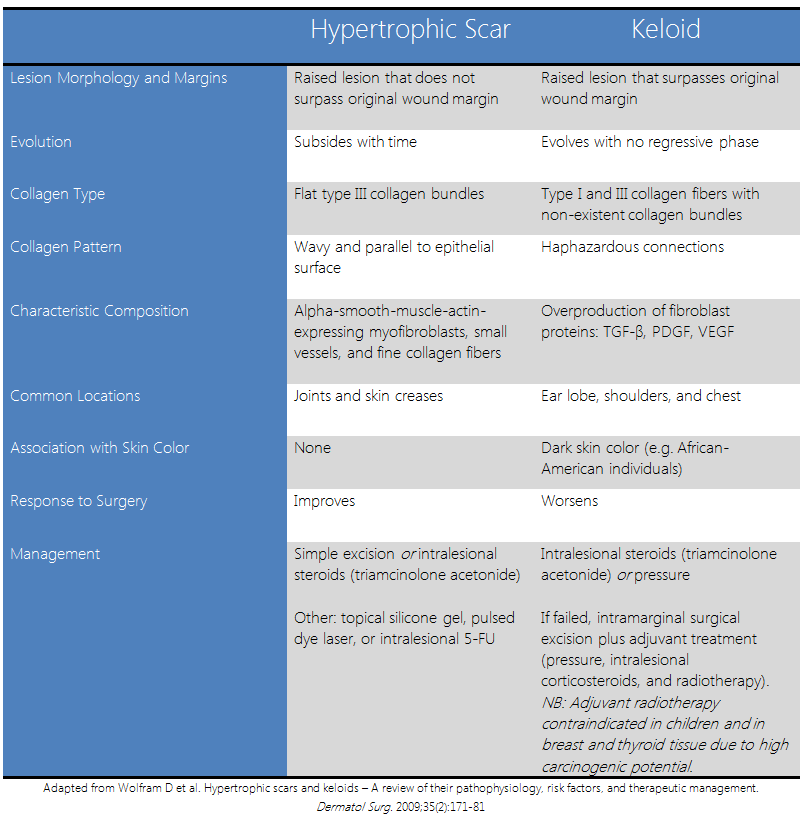 Hypertrophic Scar Keloid
Lesion Morphology and Margins
Raised lesion that does not
surpass original wound margin
Raised lesion that surpasses original
wound margin
Evolution
Subsides with time
Evolves with no regressive phase
Collagen Type
Flat type III collagen bundles
Type I and III collagen fibers with
non-existent collagen bundles
Collagen Pattern
Wavy and parallel to epithelial
surface
Haphazardous connections
Characteristic Composition
Alpha-smooth-muscle-actin-
expressing myofibroblasts, small
vessels, and fine collagen fibers
Overproduction of fibroblast
proteins: TGF-β, PDGF, VEGF
Common Locations
Joints and skin creases
Ear lobe, shoulders, and chest
Association with Skin Color
None
Dark skin color (e.g. African-
American individuals)
Response to Surgery
Improves
Worsens
Management
Simple excision or intralesional
steroids (triamcinolone acetonide)
Other: topical silicone gel, pulsed
dye laser, or intralesional 5-FU
Intralesional steroids (triamcinolone
acetonide) or pressure
If failed, intramarginal surgical
excision plus adjuvant treatment
(pressure, intralesional
corticosteroids, and radiotherapy).
NB: Adjuvant radiotherapy
contraindicated in children and in
breast and thyroid tissue due to high
carcinogenic potential.
Adapted from Wolfram D et al. Hypertrophic scars and keloids – A review of their pathophysiology, risk factors, and therapeutic management.
Dermatol Surg. 2009;35(2):171-81